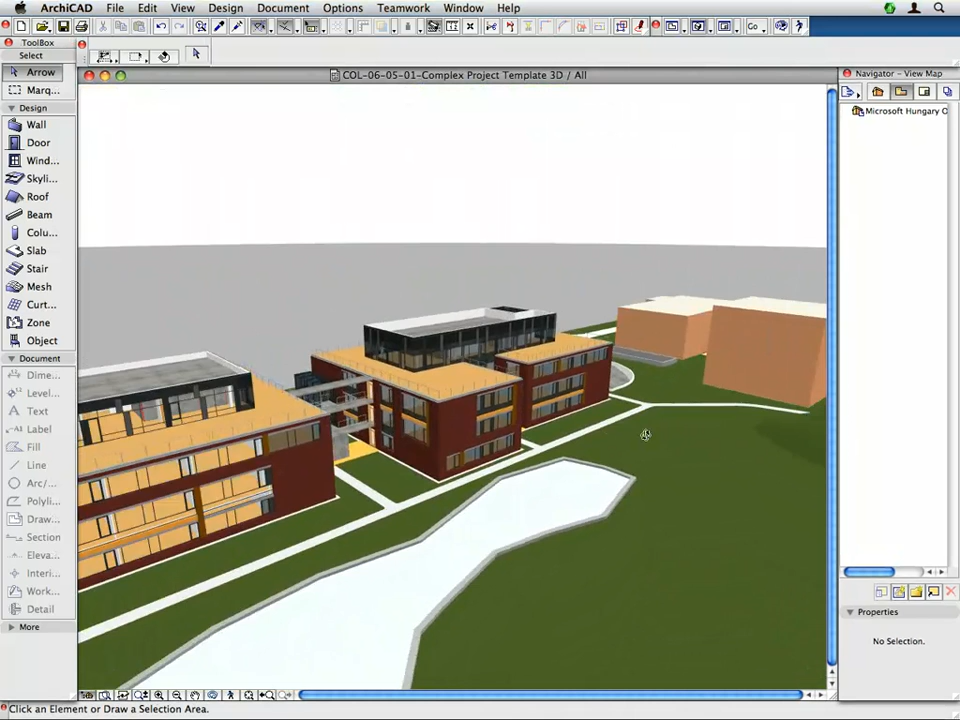 ArchiCAD File Edit View Design Document Options Teamwork Window Help
Go...
ToolBox
Select
Arrow
Marq...
Design
Wall
Door
Wind...
Skyli...
Roof
Beam
Colu...
Slab
Stair
Mesh
Curt...
Zone
Object
Document
Dime...
Level...
Text
Label
Fill
Line
Arc/...
Polyli...
Draw...
Section
Eleva...
Interi...
Work...
Detail
More
COL-06-05-01-Complex Project Template 3D / All
Navigator - View Map
Microsoft Hungary O
Properties
No Selection.
Click an Element or Draw a Selection Area.